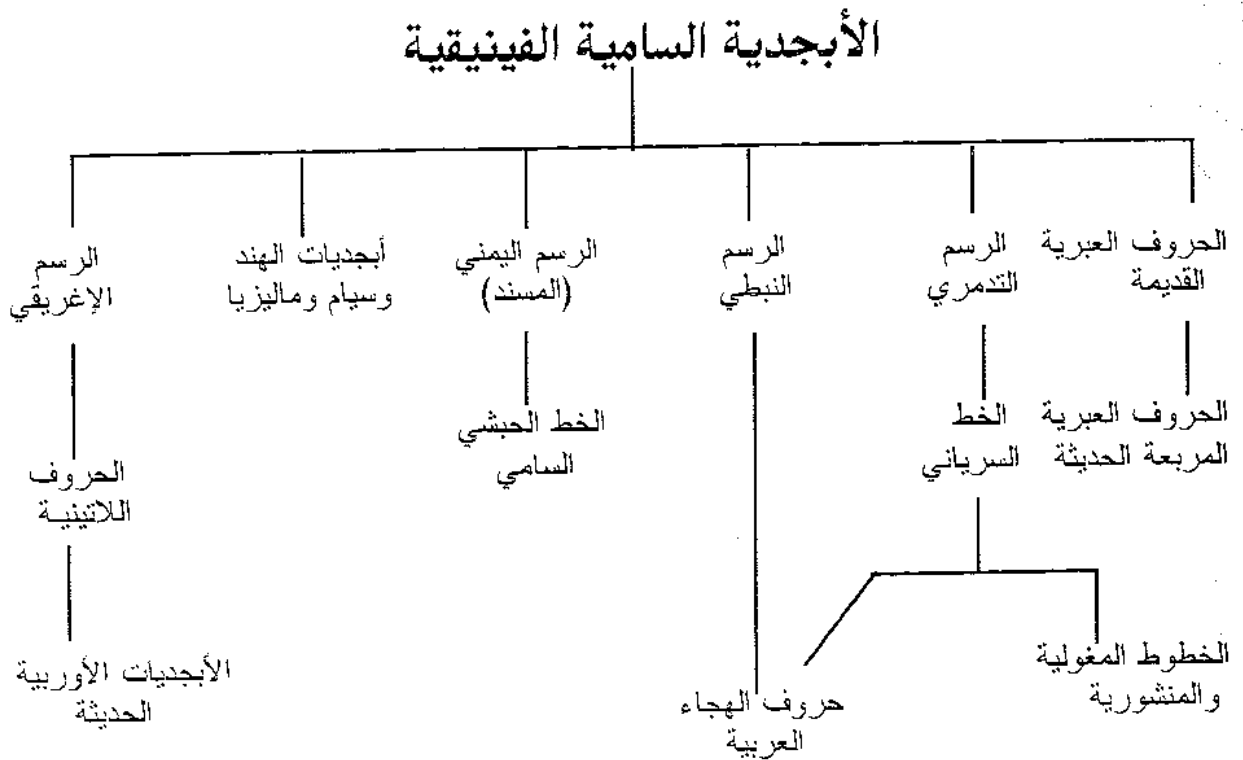 الأبجدية السامية الفينيقية
الحروف العبرية
القديمة
الرسم
التدمري
الرسم
النبطي
الرسم اليمني
(المسند)
أبجديات الهند
وسيام وماليزيا
الرسم
الإغريقي
الحروف العبرية
المربعة الحديثة
الخط
السرياني
الخط الحبشي
السامي
الحروف
اللاتينية
الخطوط المغولية
والمنشورية
حروف الهجاء
العربية
الأبجديات الأوربية
الحديثة